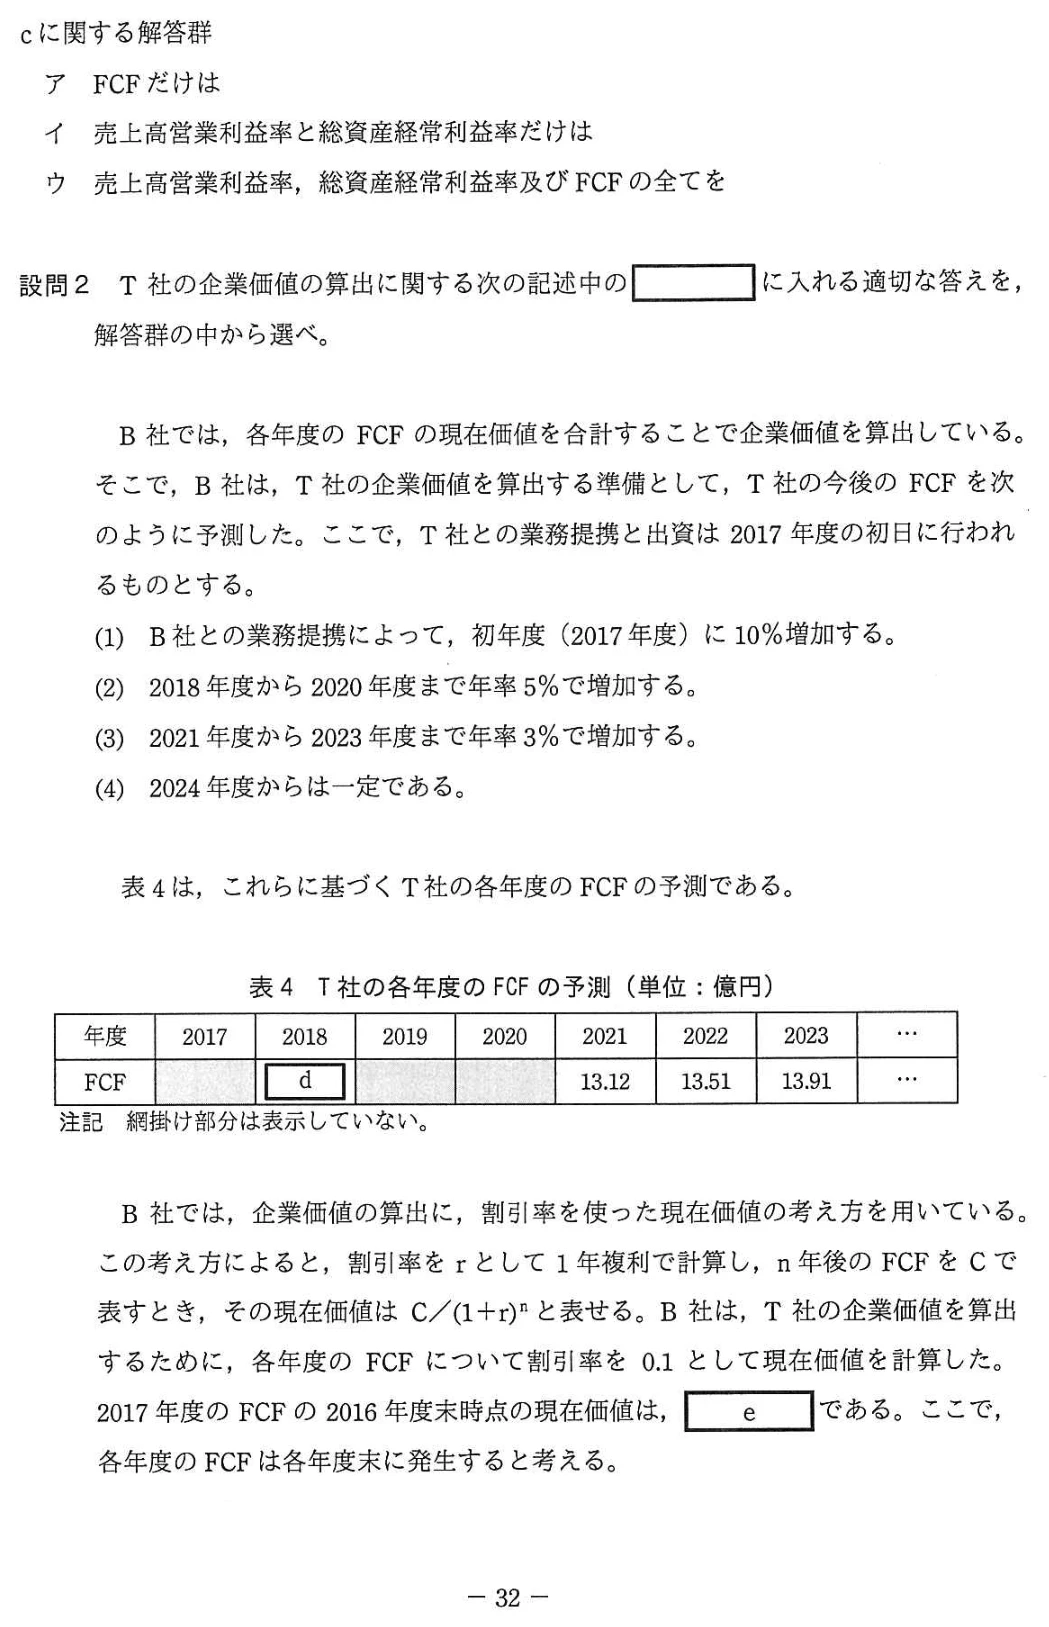 cに関する解答群
ア　FCFだけは
イ　売上高営業利益率と総資産経常利益率だけは
ウ　売上高営業利益率，総資産経常利益率及びFCFの全てを
設問2　T社の企業価値の算出に関する次の記述中の　　　　に入れる適切な答えを，
解答群の中から選べ。
B社では，各年度のFCFの現在価値を合計することで企業価値を算出している。
そこで，B社は，T社の企業価値を算出する準備として，T社の今後のFCFを次
のように予測した。ここで，T社との業務提携と出資は2017年度の初日に行われ
るものとする。
(1)　B社との業務提携によって，初年度（2017年度）に10％増加する。
(2)　2018年度から2020年度まで年率5％で増加する。
(3)　2021年度から2023年度まで年率3％で増加する。
(4)　2024年度からは一定である。
表4は，これらに基づくT社の各年度のFCFの予測である。
表4　T社の各年度のFCFの予測（単位：億円）
年度　2017　2018　2019　2020　2021　2022　2023　…
FCF　d　13.12　13.51　13.91　…
注記　網掛け部分は表示していない。
B社では，企業価値の算出に，割引率を使った現在価値の考え方を用いている。
この考え方によると，割引率をrとして1年複利で計算し，n年後のFCFをCで
表すとき，その現在価値はC／(1＋r)ⁿと表せる。B社は，T社の企業価値を算出
するために，各年度のFCFについて割引率を0.1として現在価値を計算した。
2017年度のFCFの2016年度末時点の現在価値は，　e　である。ここで，
各年度のFCFは各年度末に発生すると考える。
－ 32 －